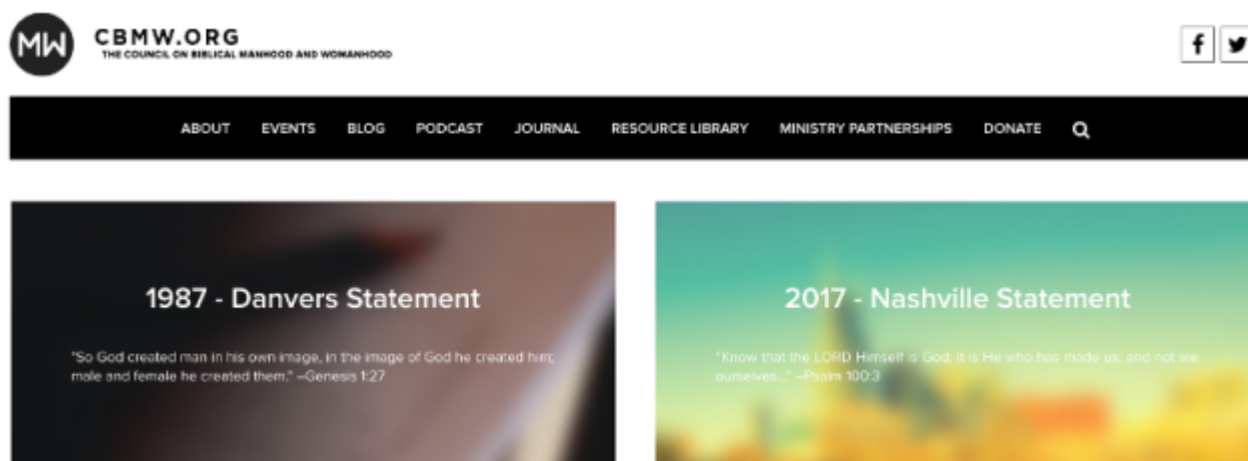 MW
CBMW.ORG
THE COUNCIL ON BIBLICAL MANHOOD AND WOMANHOOD
ABOUT EVENTS BLOG PODCAST JOURNAL RESOURCE LIBRARY MINISTRY PARTNERSHIPS DONATE
1987 - Danvers Statement
"So God created man in his own image, in the image of God he created him;
male and female he created them." –Genesis 1:27
2017 - Nashville Statement
"Know that the LORD Himself is God; It is He who has made us, and not we
ourselves..." –Psalm 100:3